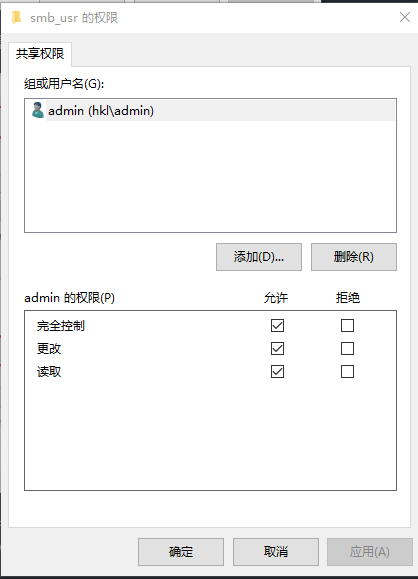 smb_usr 的权限
共享权限
组或用户名(G):
admin (hkl\admin)
添加(D)... 删除(R)
admin 的权限(P) 允许 拒绝
完全控制
更改
读取
确定 取消 应用(A)